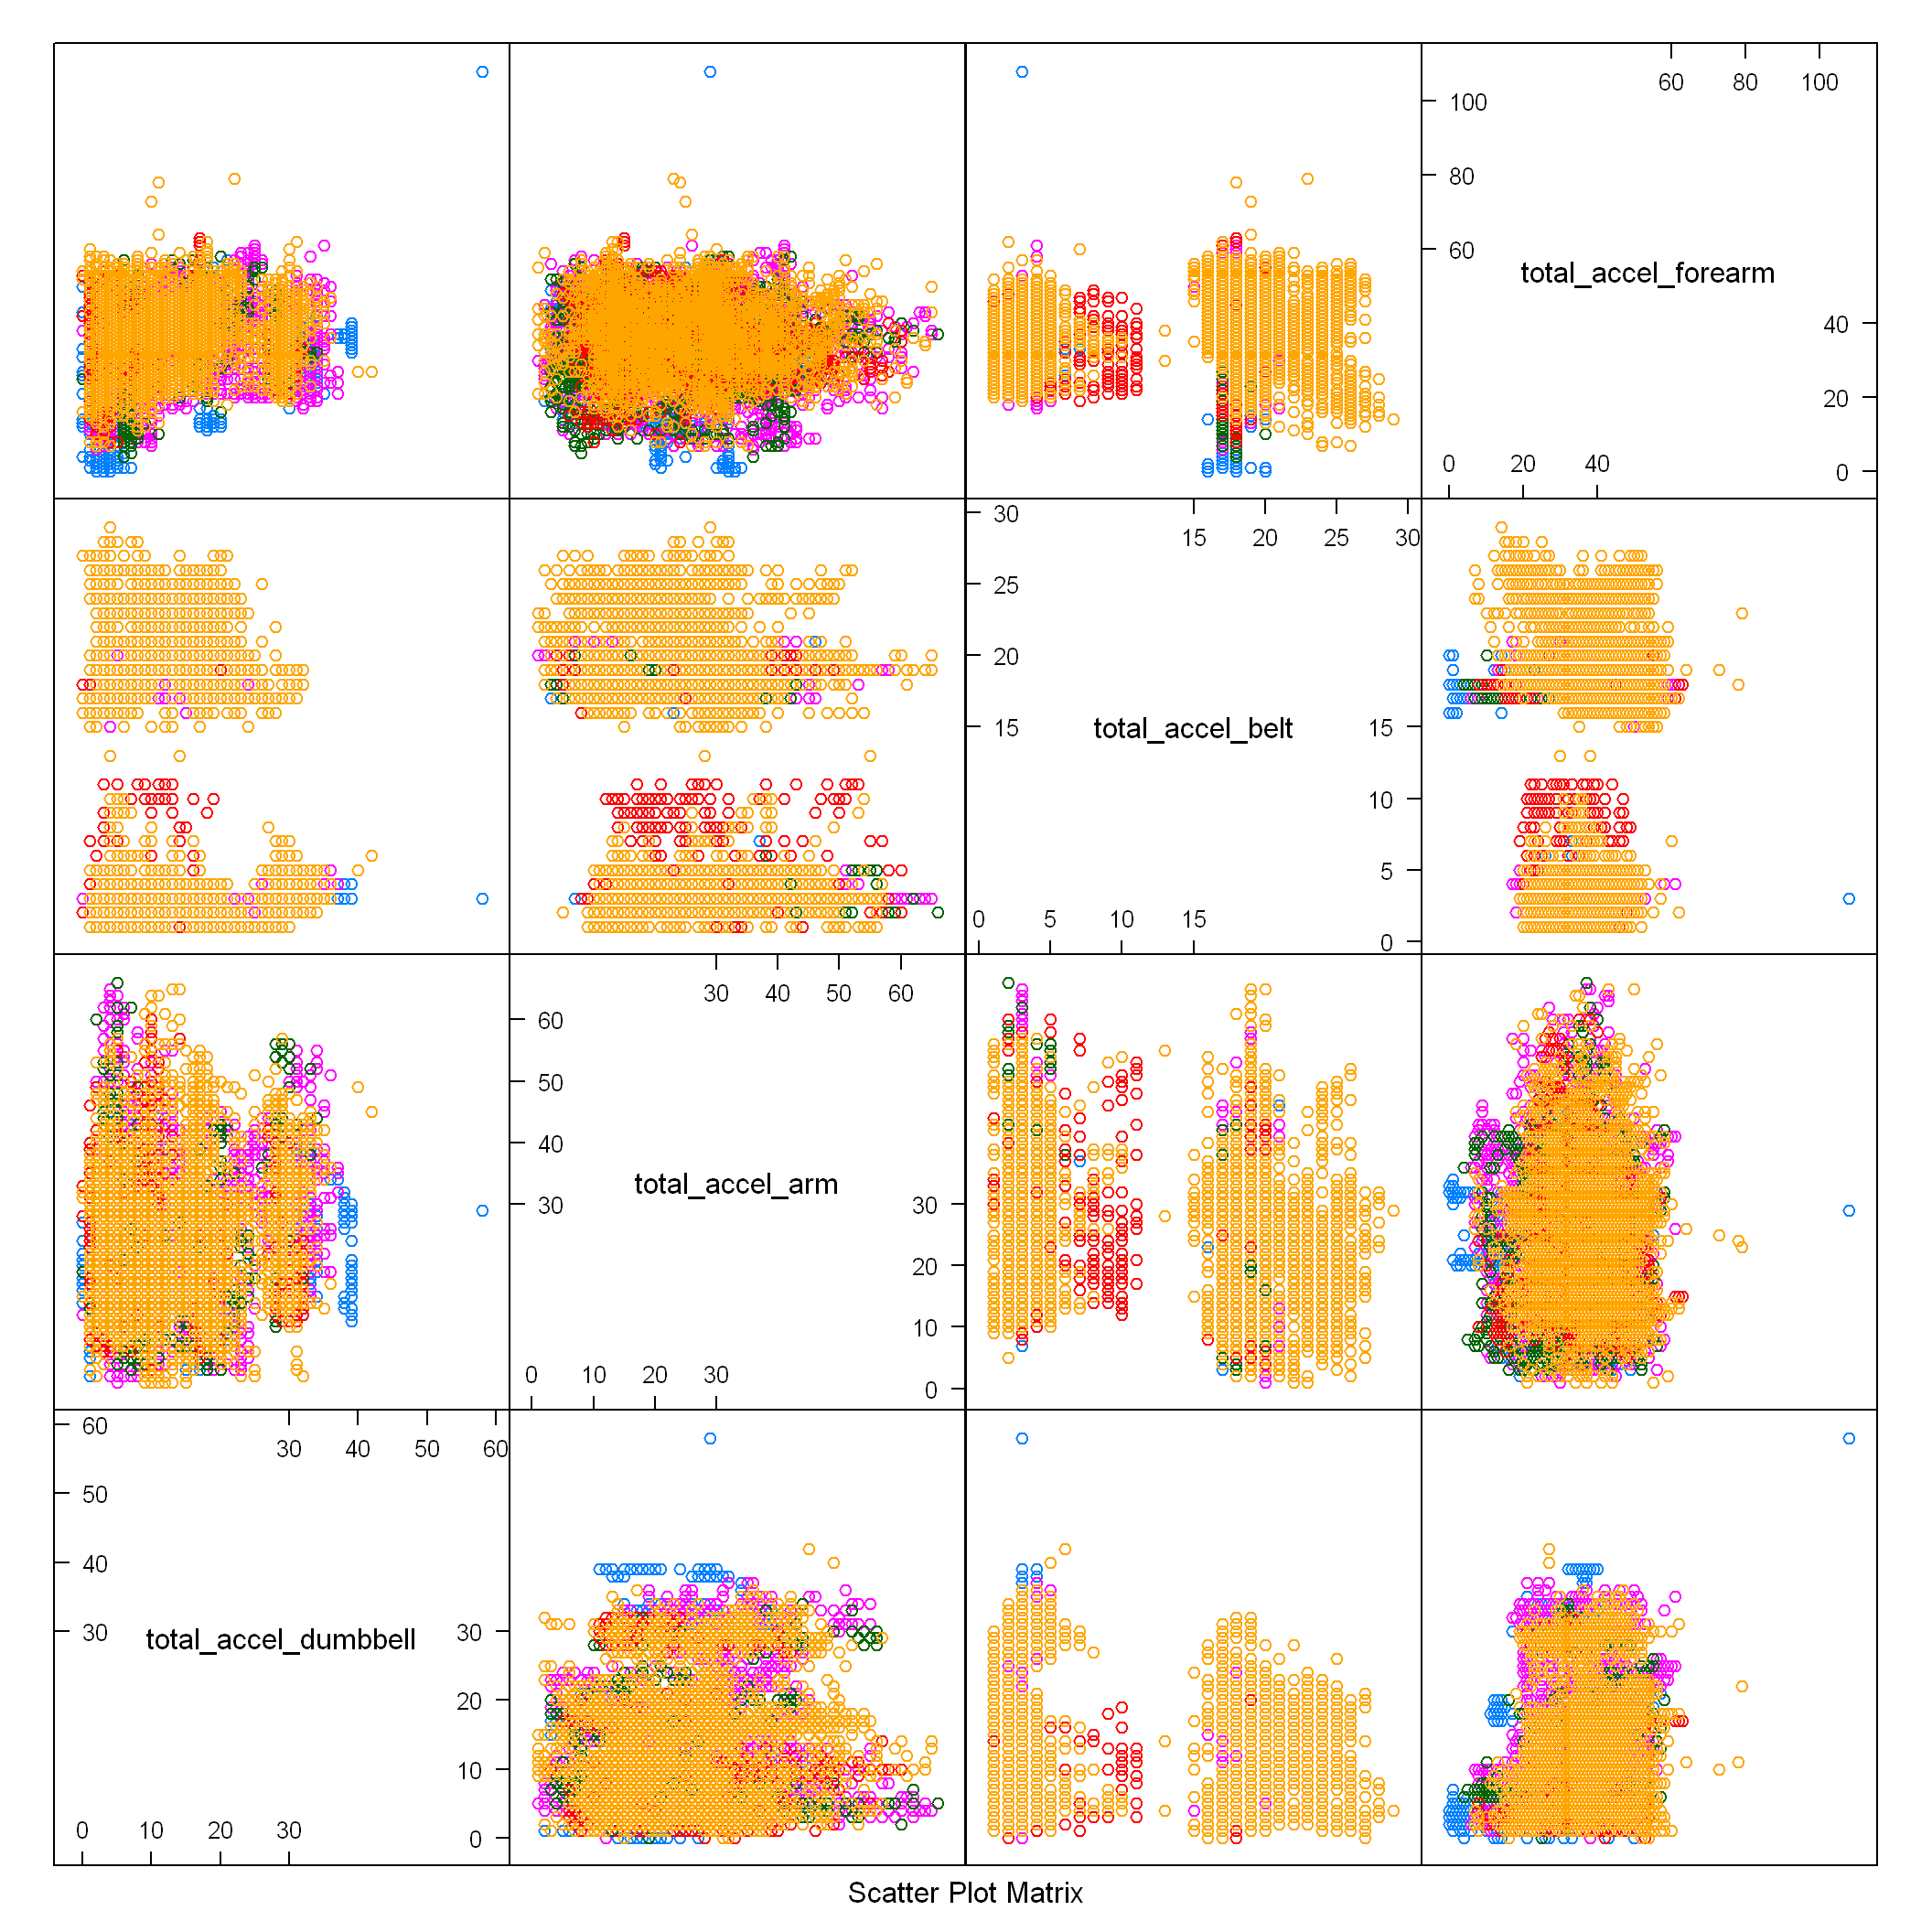 60 80 100
100
80
60
total_accel_forearm
40
20
0
0 20 40
30
15 20 25 30
25
20
total_accel_belt
15
15
10
5
0
0 5 10 15
30 40 50 60
60
50
40
total_accel_arm
30
30
20
10
0
0 10 20 30
60
30 40 50 60
50
40
total_accel_dumbbell
30
30
20
10
0
0 10 20 30
Scatter Plot Matrix